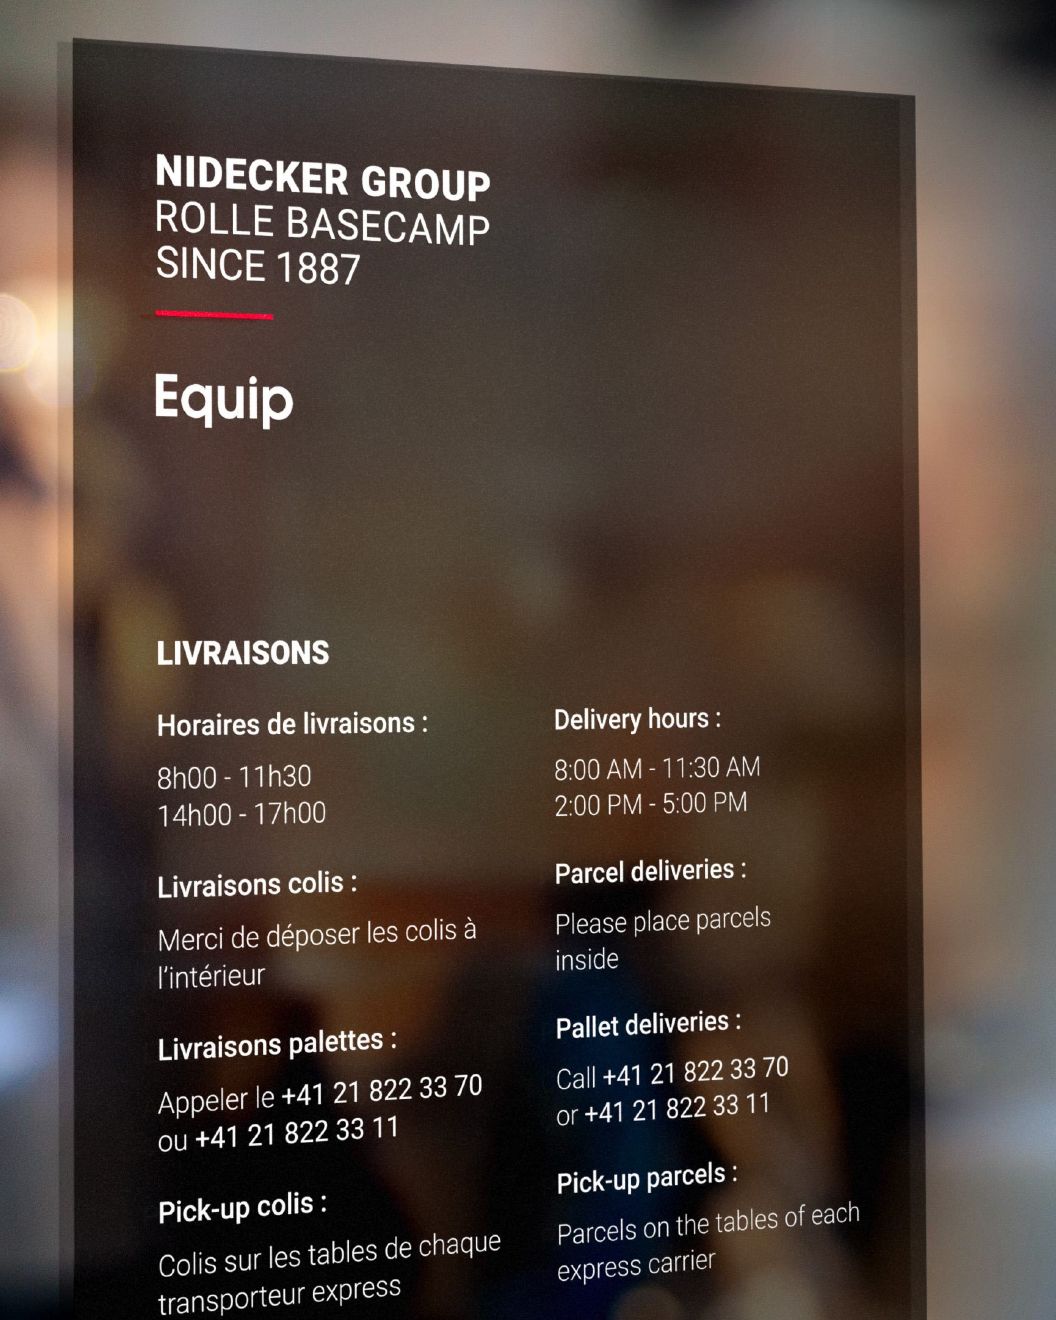 NIDECKER GROUP
ROLLE BASECAMP
SINCE 1887
Equip
LIVRAISONS
Horaires de livraisons :
8h00 - 11h30
14h00 - 17h00
Livraisons colis :
Merci de déposer les colis à
l'intérieur
Livraisons palettes :
Appeler le +41 21 822 33 70
ou +41 21 822 33 11
Pick-up colis :
Colis sur les tables de chaque
transporteur express
Delivery hours :
8:00 AM - 11:30 AM
2:00 PM - 5:00 PM
Parcel deliveries :
Please place parcels
inside
Pallet deliveries :
Call +41 21 822 33 70
or +41 21 822 33 11
Pick-up parcels :
Parcels on the tables of each
express carrier